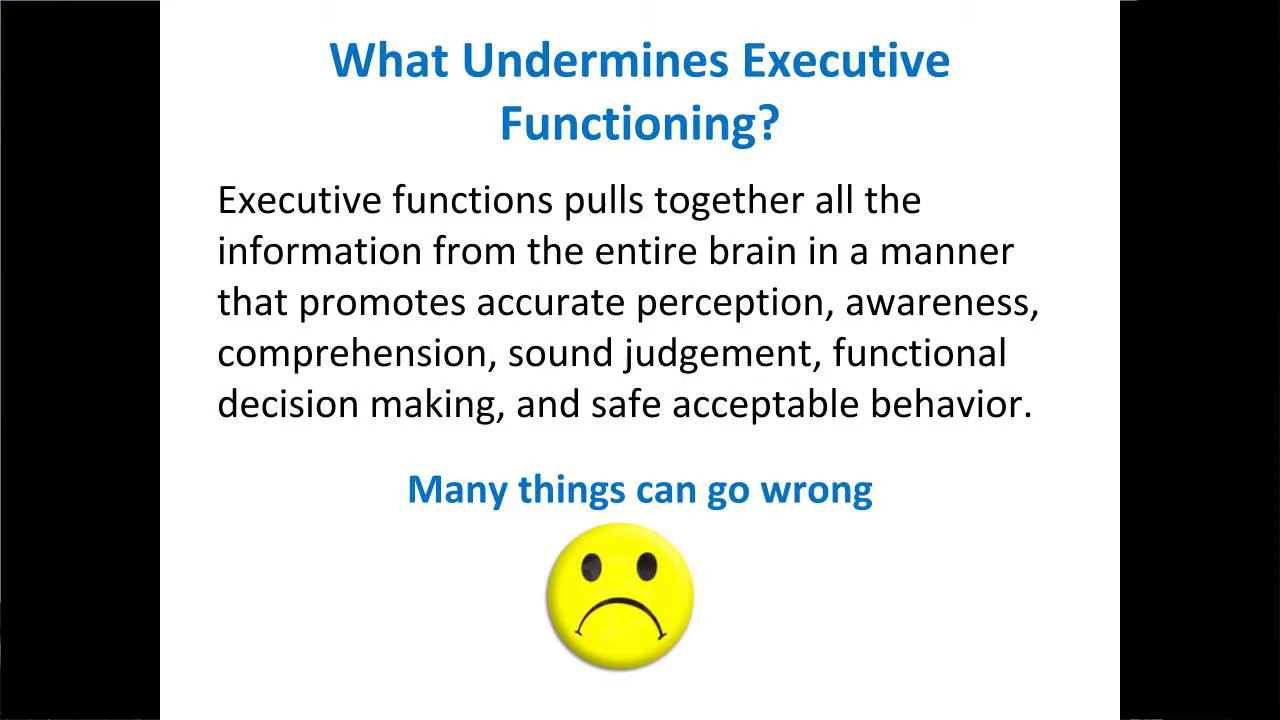 What Undermines Executive
Functioning?
Executive functions pulls together all the
information from the entire brain in a manner
that promotes accurate perception, awareness,
comprehension, sound judgement, functional
decision making, and safe acceptable behavior.
Many things can go wrong